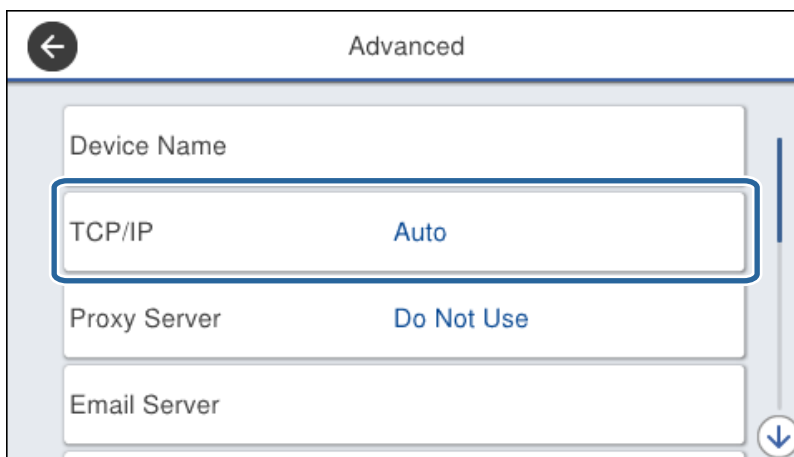 Advanced
Device Name
TCP/IP Auto
Proxy Server Do Not Use
Email Server